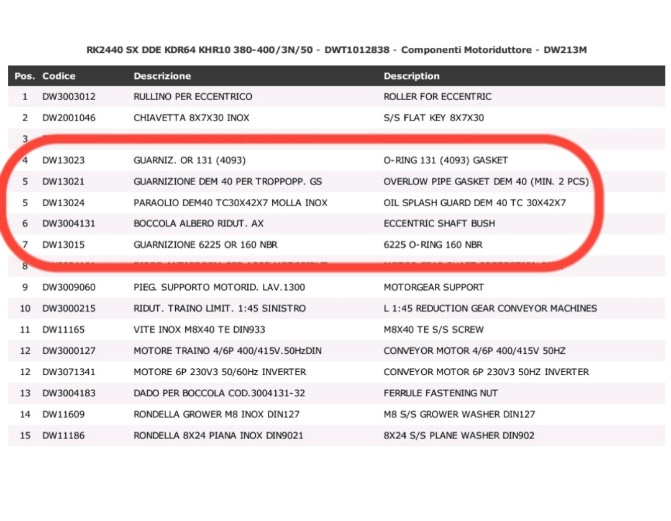 RK2440 SX DDE KDR64 KHR10 380-400/3N/50 - DWT1012838 - Componenti Motoriduttore - DW213M
Pos. Codice Descrizione Description
1 DW3003012 RULLINO PER ECCENTRICO ROLLER FOR ECCENTRIC
2 DW2001046 CHIAVETTA 8X7X30 INOX S/S FLAT KEY 8X7X30
3
4 DW13023 GUARNIZ. OR 131 (4093) O-RING 131 (4093) GASKET
5 DW13021 GUARNIZIONE DEM 40 PER TROPPOPP. GS OVERLOW PIPE GASKET DEM 40 (MIN. 2 PCS)
5 DW13024 PARAOLIO DEM40 TC30X42X7 MOLLA INOX OIL SPLASH GUARD DEM 40 TC 30X42X7
6 DW3004131 BOCCOLA ALBERO RIDUT. AX ECCENTRIC SHAFT BUSH
7 DW13015 GUARNIZIONE 6225 OR 160 NBR 6225 O-RING 160 NBR
8
9 DW3009060 PIEG. SUPPORTO MOTORID. LAV.1300 MOTORGEAR SUPPORT
10 DW3000215 RIDUT. TRAINO LIMIT. 1:45 SINISTRO L 1:45 REDUCTION GEAR CONVEYOR MACHINES
11 DW11165 VITE INOX M8X40 TE DIN933 M8X40 TE S/S SCREW
12 DW3000127 MOTORE TRAINO 4/6P 400/415V.50HzDIN CONVEYOR MOTOR 4/6P 400/415V 50HZ
12 DW3071341 MOTORE 6P 230V3 50/60Hz INVERTER CONVEYOR MOTOR 6P 230V3 50HZ INVERTER
13 DW3004183 DADO PER BOCCOLA COD.3004131-32 FERRULE FASTENING NUT
14 DW11609 RONDELLA GROWER M8 INOX DIN127 M8 S/S GROWER WASHER DIN127
15 DW11186 RONDELLA 8X24 PIANA INOX DIN9021 8X24 S/S PLANE WASHER DIN902